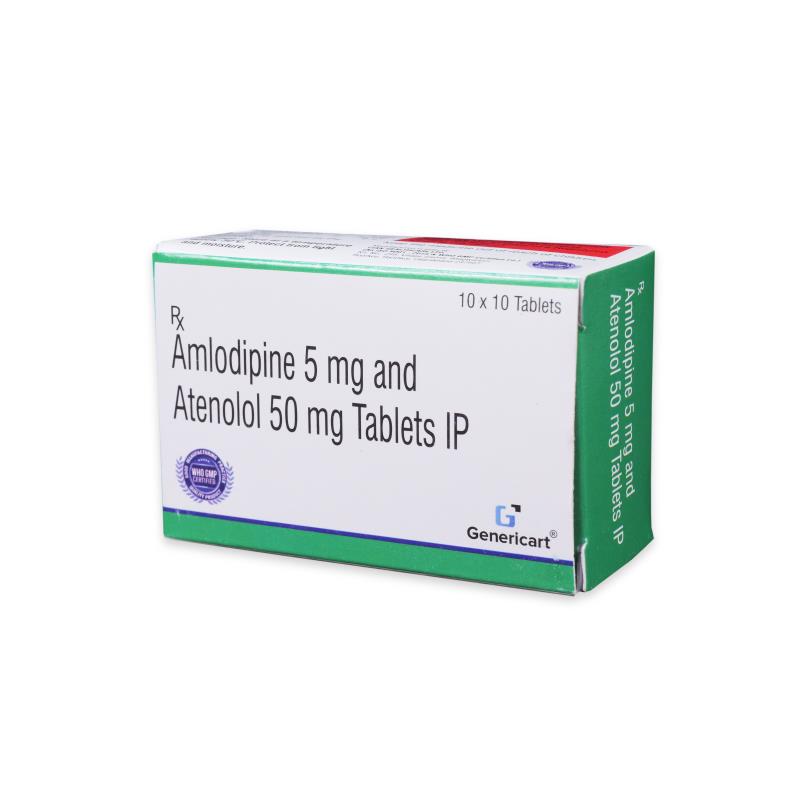 and moisture. Protect from light
10 x 10 Tablets
Rx
Amlodipine 5 mg and
Atenolol 50 mg Tablets IP
WHO GMP
CERTIFIED
Genericart®
Rx
Amlodipine 5 mg and
Atenolol 50 mg Tablets IP